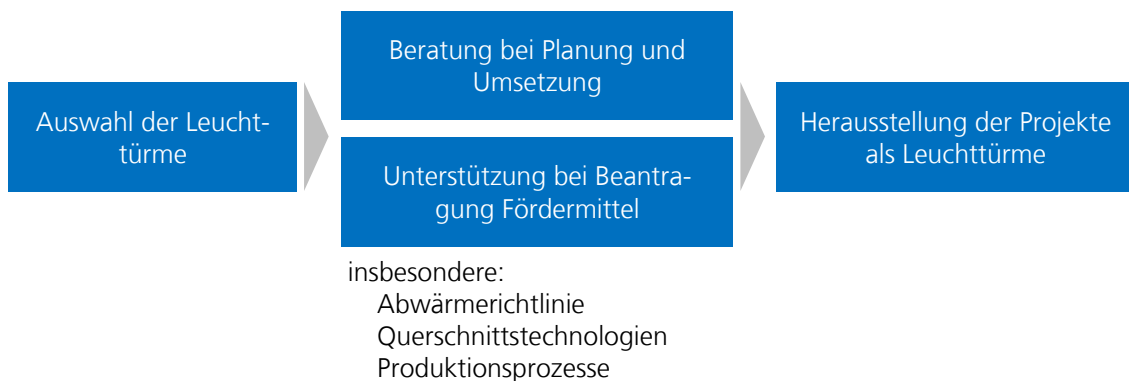 Auswahl der Leucht-
türme
Beratung bei Planung und
Umsetzung
Unterstützung bei Beantra-
gung Fördermittel
insbesondere:
Abwärmerichtlinie
Querschnittstechnologien
Produktionsprozesse
Herausstellung der Projekte
als Leuchttürme